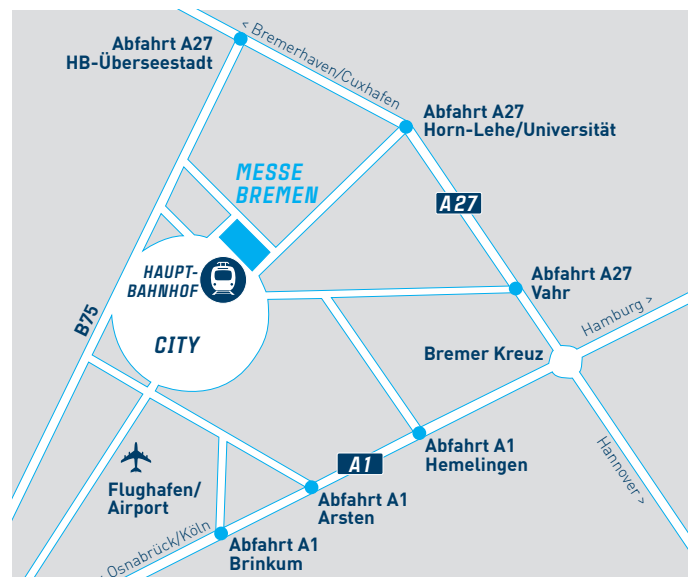 < Bremerhaven/Cuxhafen
Abfahrt A27
HB-Überseestadt
Abfahrt A27
Horn-Lehe/Universität
MESSE
BREMEN
A27
HAUPT-
BAHNHOF
Abfahrt A27
Vahr
Hamburg >
B75
CITY
Bremer Kreuz
Abfahrt A1
Hemelingen
A1
Hannover >
Flughafen/
Airport
Abfahrt A1
Arsten
< Osnabrück/Köln
Abfahrt A1
Brinkum